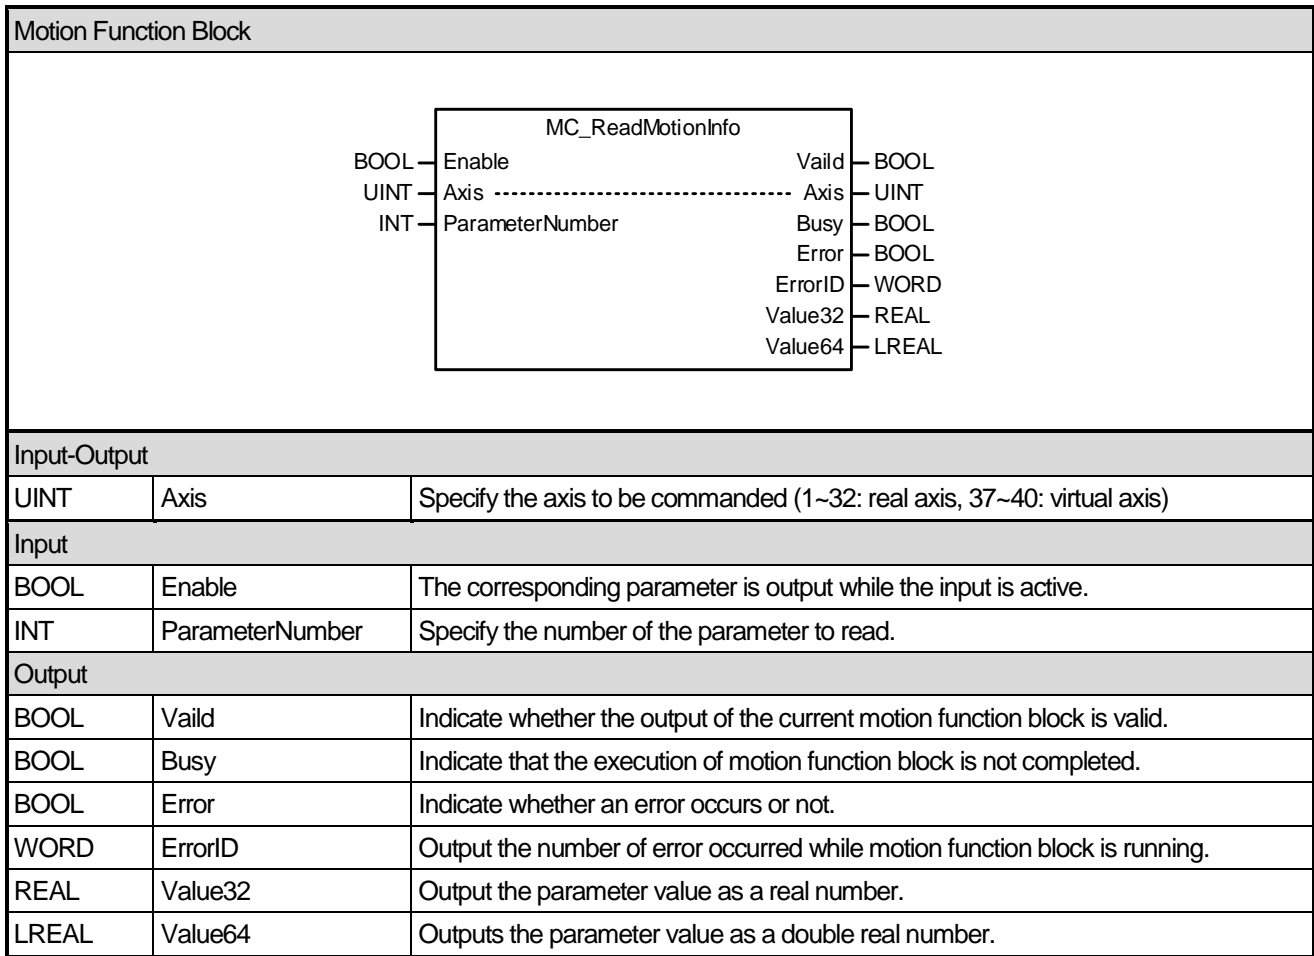 Motion Function Block
MC_ReadMotionInfo
BOOL Enable Vaild BOOL
UINT Axis Axis UINT
INT ParameterNumber Busy BOOL
Error BOOL
ErrorID WORD
Value32 REAL
Value64 LREAL
Input-Output
UINT Axis Specify the axis to be commanded (1~32: real axis, 37~40: virtual axis)
Input
BOOL Enable The corresponding parameter is output while the input is active.
INT ParameterNumber Specify the number of the parameter to read.
Output
BOOL Vaild Indicate whether the output of the current motion function block is valid.
BOOL Busy Indicate that the execution of motion function block is not completed.
BOOL Error Indicate whether an error occurs or not.
WORD ErrorID Output the number of error occurred while motion function block is running.
REAL Value32 Output the parameter value as a real number.
LREAL Value64 Outputs the parameter value as a double real number.